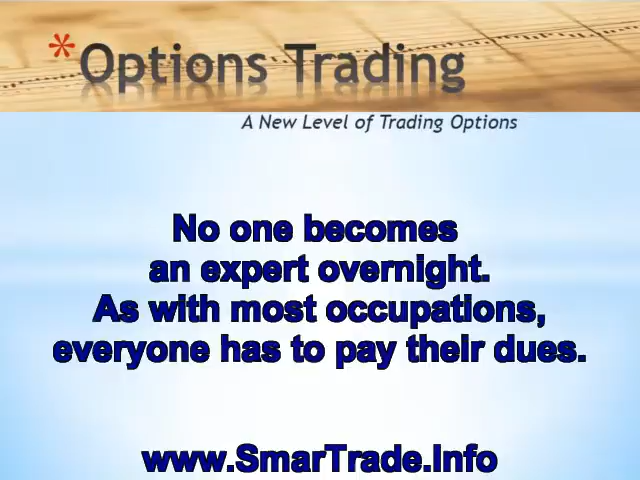 * Options Trading
A New Level of Trading Options
No one becomes
an expert overnight.
As with most occupations,
everyone has to pay their dues.
www.SmarTrade.Info